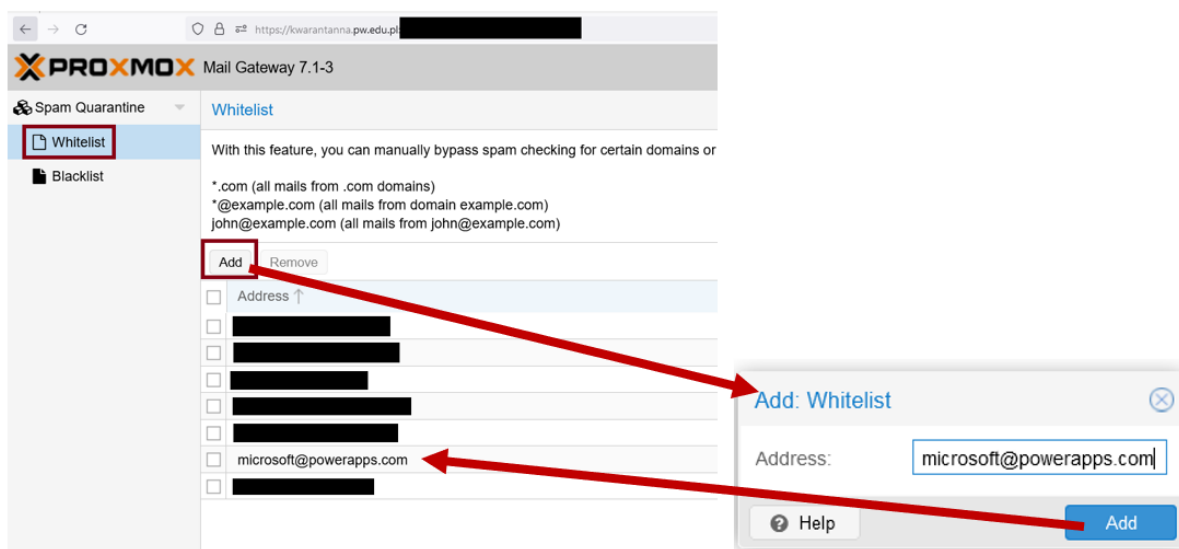 https://kwarantanna.pw.edu.pl
PROXMOX Mail Gateway 7.1-3
Spam Quarantine
Whitelist
Blacklist
Whitelist
With this feature, you can manually bypass spam checking for certain domains or
*.com (all mails from .com domains)
*@example.com (all mails from domain example.com)
john@example.com (all mails from john@example.com)
Add Remove
Address ↑
microsoft@powerapps.com
Add: Whitelist
Address: microsoft@powerapps.com
Help Add